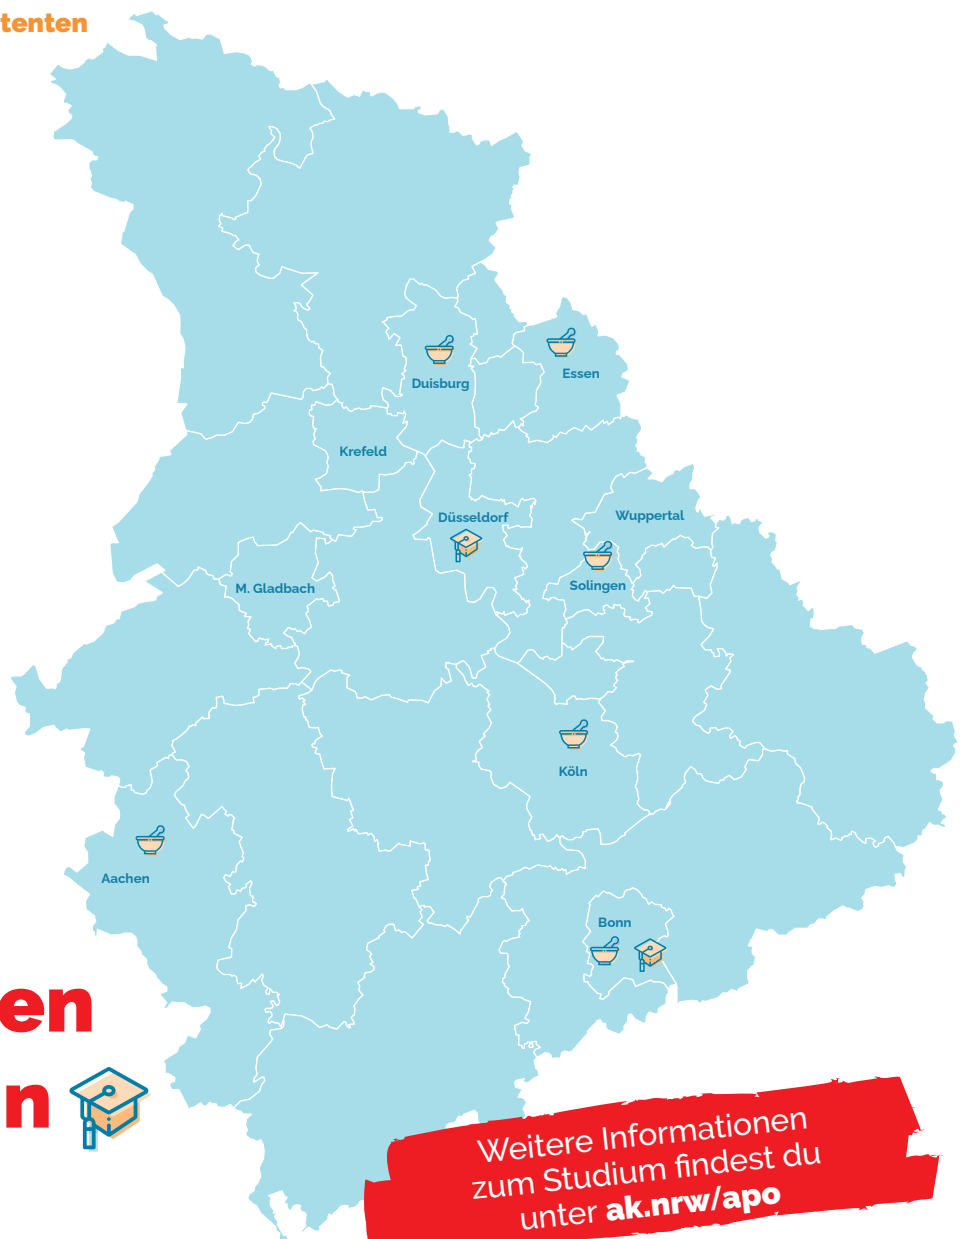 tenten
Duisburg
Essen
Krefeld
Düsseldorf
Wuppertal
M. Gladbach
Solingen
Köln
Aachen
Bonn
en
n
Weitere Informationen
zum Studium findest du
unter ak.nrw/apo